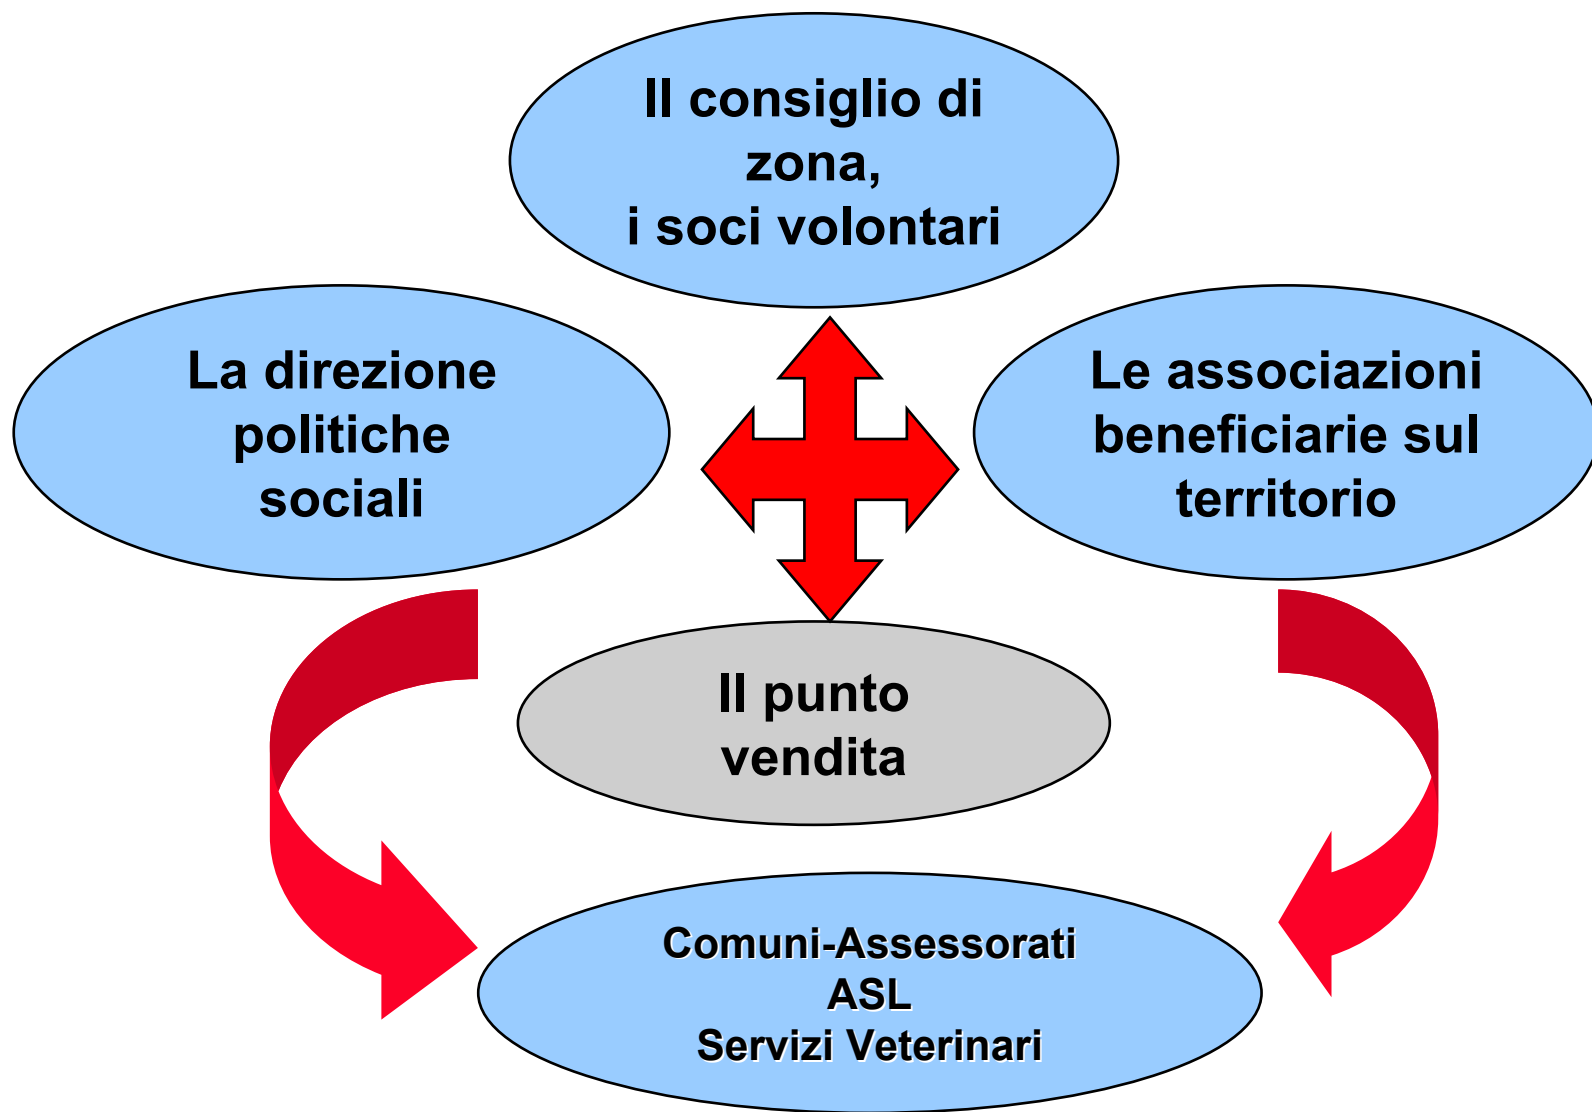 Il consiglio di
zona,
i soci volontari
La direzione
politiche
sociali
Le associazioni
beneficiarie sul
territorio
Il punto
vendita
Comuni-Assessorati
ASL
Servizi Veterinari